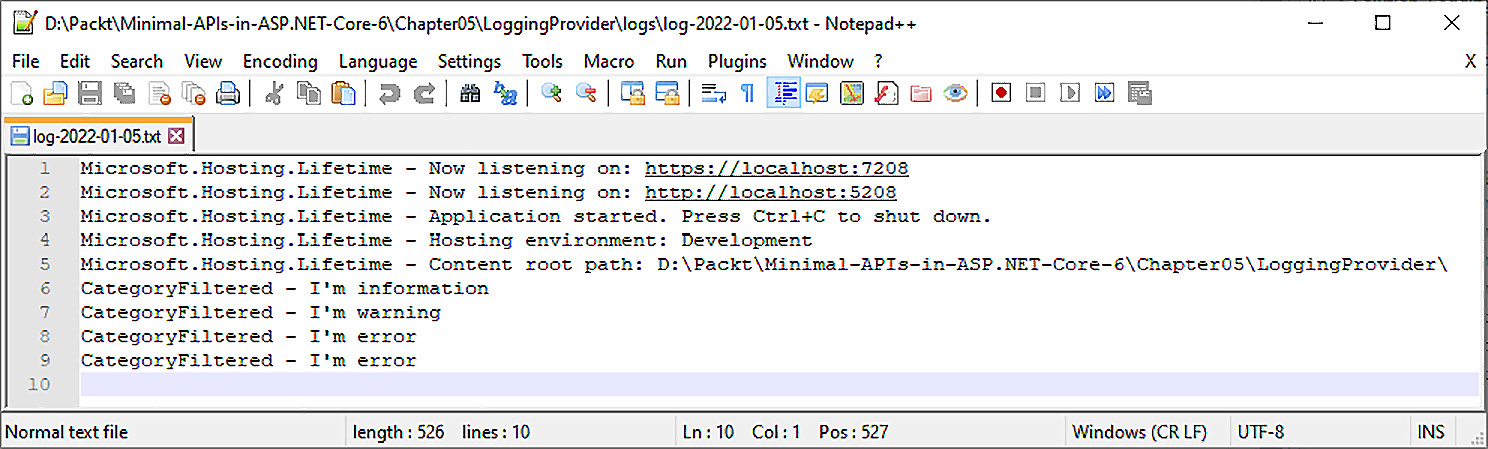 D:\Packt\Minimal-APIs-in-ASP.NET-Core-6\Chapter05\LoggingProvider\logs\log-2022-01-05.txt - Notepad++
File Edit Search View Encoding Language Settings Tools Macro Run Plugins Window ? X
log-2022-01-05.txt
1 Microsoft.Hosting.Lifetime - Now listening on: https://localhost:7208
2 Microsoft.Hosting.Lifetime - Now listening on: http://localhost:5208
3 Microsoft.Hosting.Lifetime - Application started. Press Ctrl+C to shut down.
4 Microsoft.Hosting.Lifetime - Hosting environment: Development
5 Microsoft.Hosting.Lifetime - Content root path: D:\Packt\Minimal-APIs-in-ASP.NET-Core-6\Chapter05\LoggingProvider\
6 CategoryFiltered - I'm information
7 CategoryFiltered - I'm warning
8 CategoryFiltered - I'm error
9 CategoryFiltered - I'm error
10
Normal text file length : 526 lines : 10 Ln : 10 Col : 1 Pos : 527 Windows (CR LF) UTF-8 INS